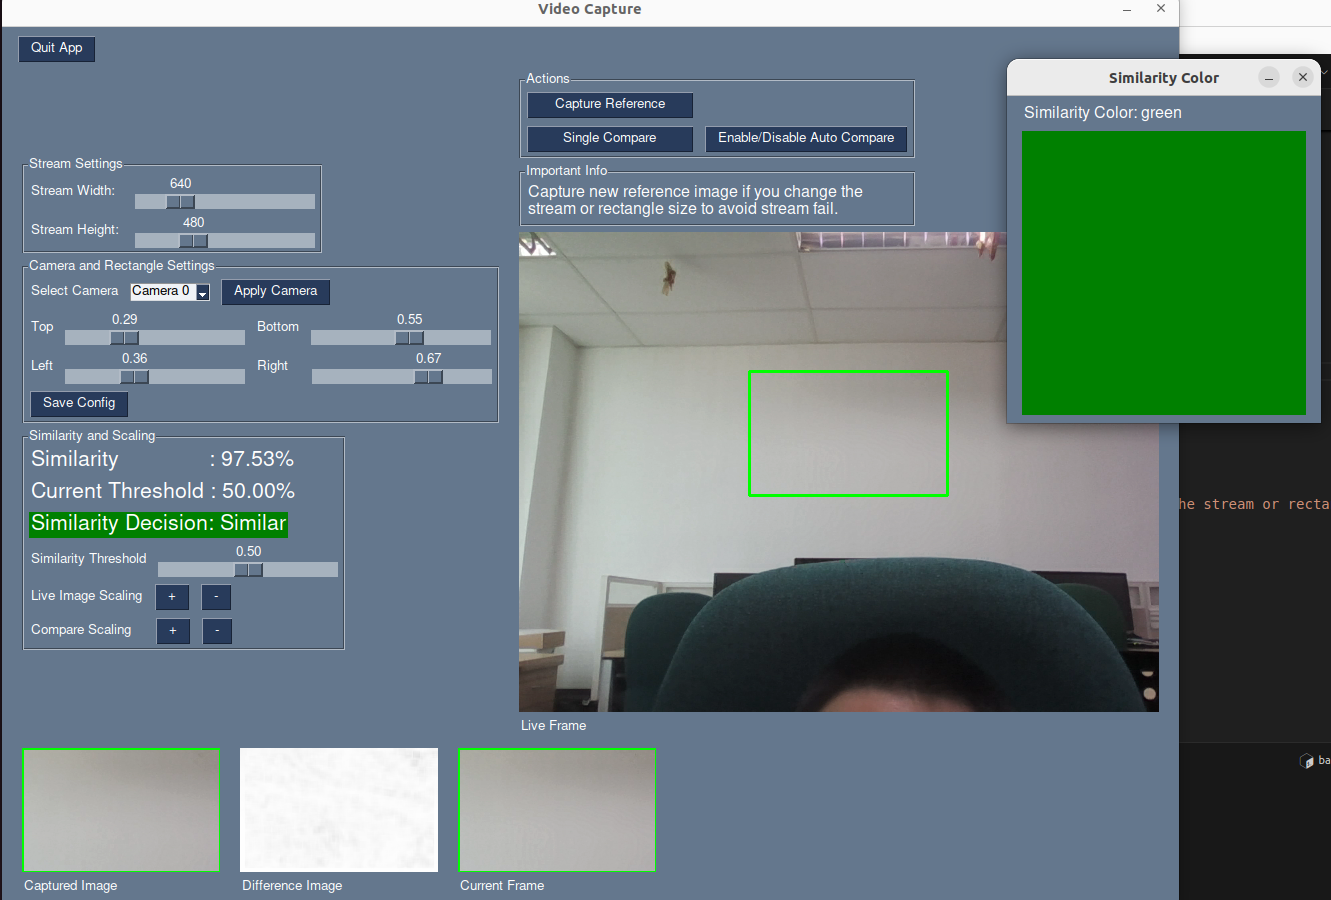 Video Capture
Quit App
Actions
Capture Reference
Single Compare
Enable/Disable Auto Compare
Important Info
Capture new reference image if you change the
stream or rectangle size to avoid stream fail.
Similarity Color
Similarity Color: green
Stream Settings
Stream Width:
640
Stream Height:
480
Camera and Rectangle Settings
Select Camera
Camera 0
Apply Camera
Top
0.29
Bottom
0.55
Left
0.36
Right
0.67
Save Config
Similarity and Scaling
Similarity : 97.53%
Current Threshold : 50.00%
Similarity Decision: Similar
Similarity Threshold
0.50
Live Image Scaling
+ -
Compare Scaling
+ -
Live Frame
Captured Image
Difference Image
Current Frame
he stream or recta
ba